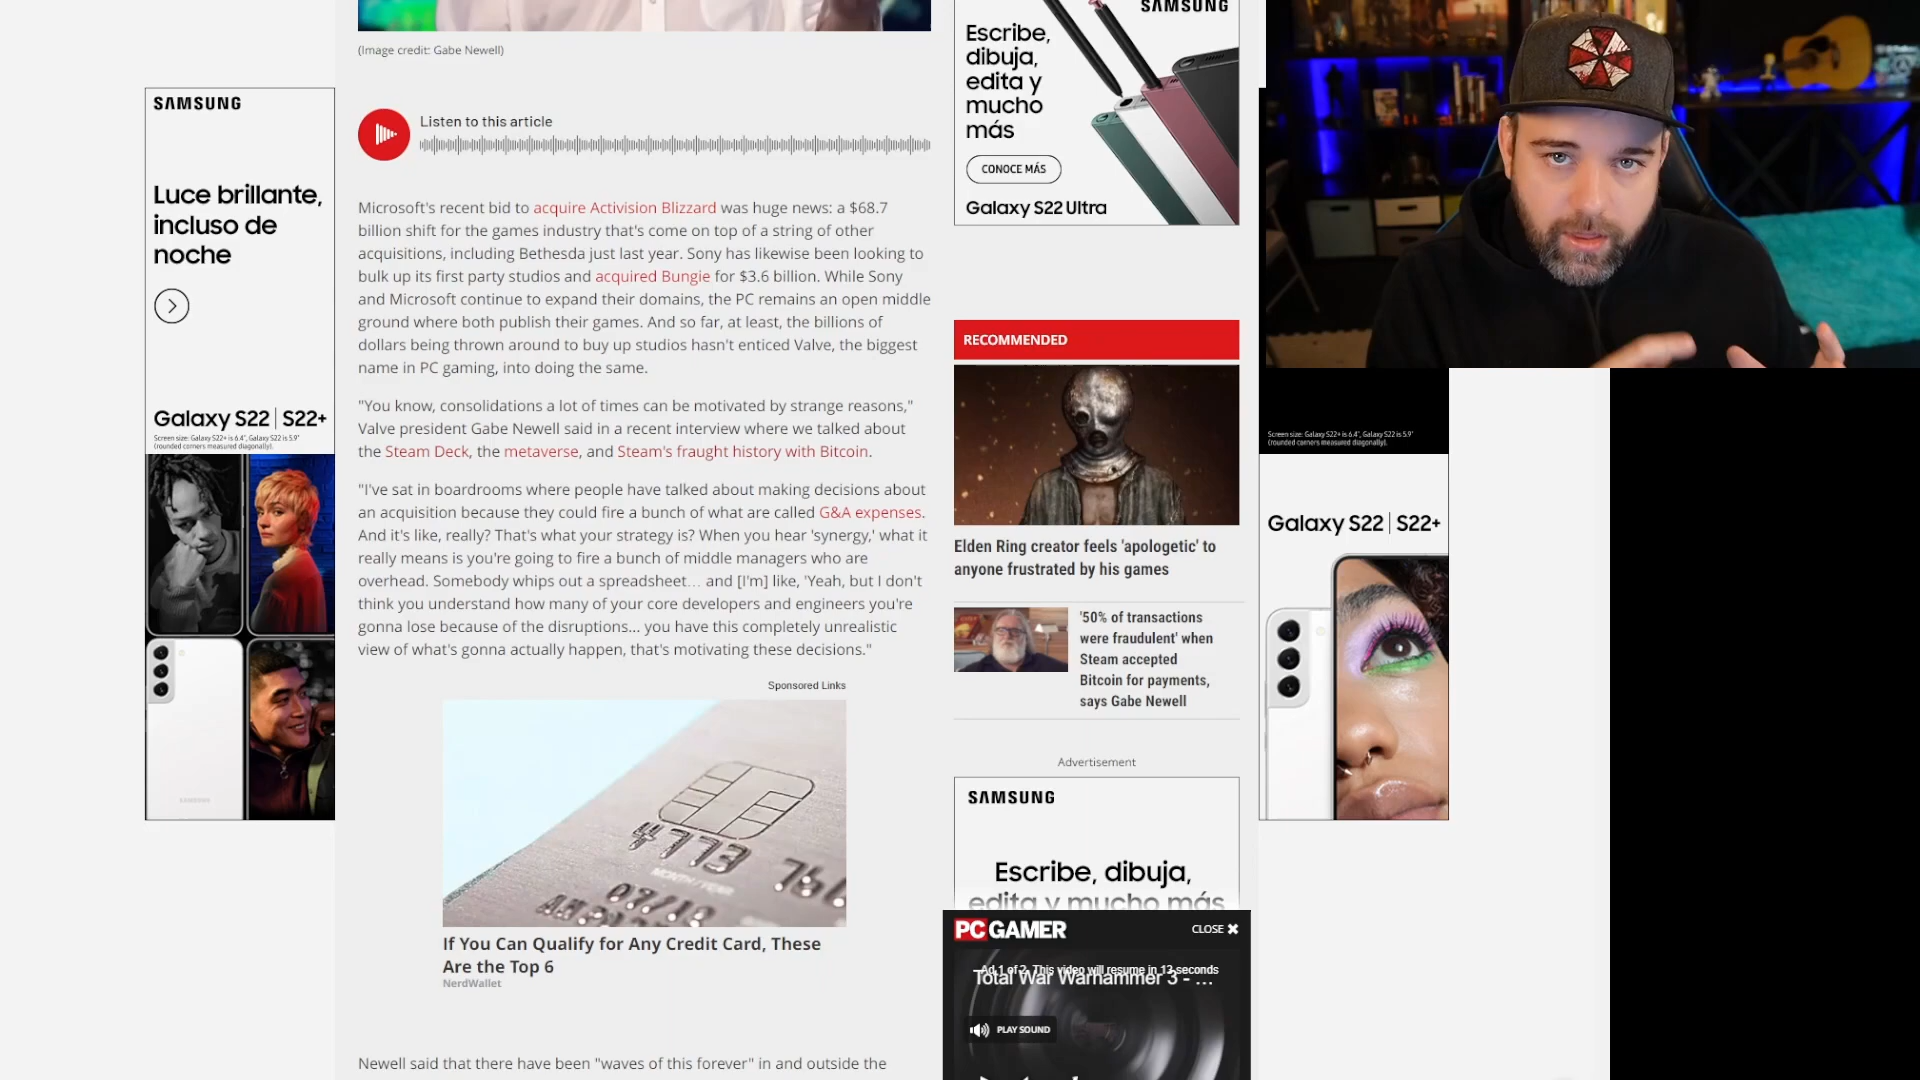 (Image credit: Gabe Newell)
Listen to this article
Microsoft's recent bid to acquire Activision Blizzard was huge news: a $68.7
billion shift for the games industry that's come on top of a string of other
acquisitions, including Bethesda just last year. Sony has likewise been looking to
bulk up its first party studios and acquired Bungie for $3.6 billion. While Sony
and Microsoft continue to expand their domains, the PC remains an open middle
ground where both publish their games. And so far, at least, the billions of
dollars being thrown around to buy up studios hasn't enticed Valve, the biggest
name in PC gaming, into doing the same.
"You know, consolidations a lot of times can be motivated by strange reasons,"
Valve president Gabe Newell said in a recent interview where we talked about
the Steam Deck, the metaverse, and Steam's fraught history with Bitcoin.
"I've sat in boardrooms where people have talked about making decisions about
an acquisition because they could fire a bunch of what are called G&A expenses.
And it's like, really? That's what your strategy is? When you hear 'synergy,' what it
really means is you're going to fire a bunch of middle managers who are
overhead. Somebody whips out a spreadsheet… and [I'm] like, 'Yeah, but I don't
think you understand how many of your core developers and engineers you're
gonna lose because of the disruptions... you have this completely unrealistic
view of what's gonna actually happen, that's motivating these decisions."
Sponsored Links
4773 76
MONTH/YEAR
07/13
If You Can Qualify for Any Credit Card, These
Are the Top 6
NerdWallet
Newell said that there have been "waves of this forever" in and outside the
SAMSUNG
Luce brillante,
incluso de
noche
Galaxy S22 | S22+
Screen size: Galaxy S22+ is 6.4", Galaxy S22 is 5.9"
(rounded corners measured diagonally).
SAMSUNG
SAMSUNG
Escribe,
dibuja,
edita y
mucho
más
CONOCE MÁS
Galaxy S22 Ultra
RECOMMENDED
Elden Ring creator feels 'apologetic' to
anyone frustrated by his games
'50% of transactions
were fraudulent' when
Steam accepted
Bitcoin for payments,
says Gabe Newell
Advertisement
SAMSUNG
Escribe, dibuja,
edita y mucho más
PC GAMER
CLOSE ✖
Ad 1 of 2. This video will resume in 13 seconds
Total War Warhammer 3 - ...
PLAY SOUND
Screen size: Galaxy S22+ is 6.4", Galaxy S22 is 5.9"
(rounded corners measured diagonally).
Galaxy S22 | S22+